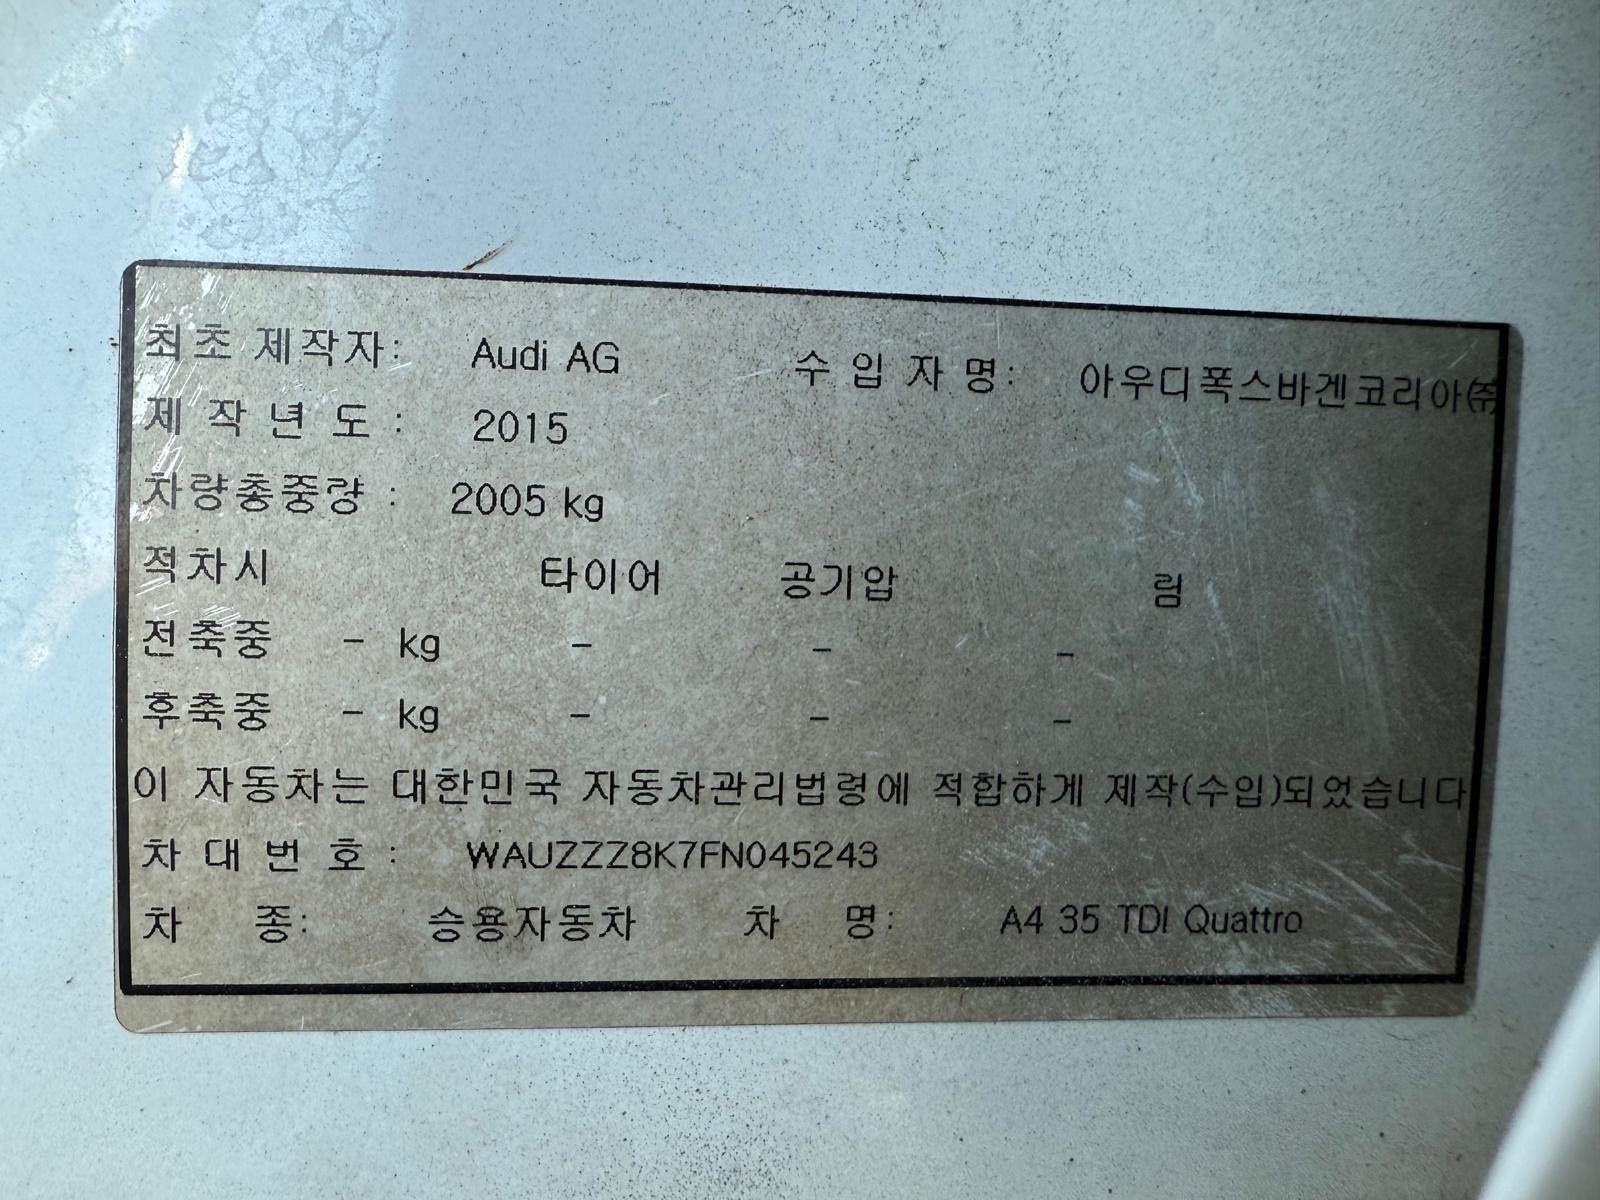 최초 제작자: Audi AG 수 입 자 명: 아우디폭스바겐코리아㈜
제 작 년 도 : 2015
차량총중량 : 2005 kg
적차시 타이어 공기압 림
전축중 - kg - - -
후축중 - kg - - -
이 자동차는 대한민국 자동차관리법령에 적합하게 제작(수입)되었습니다
차 대 번 호 : WAUZZZ8K7FN045243
차 종: 승용자동차 차 명: A4 35 TDI Quattro